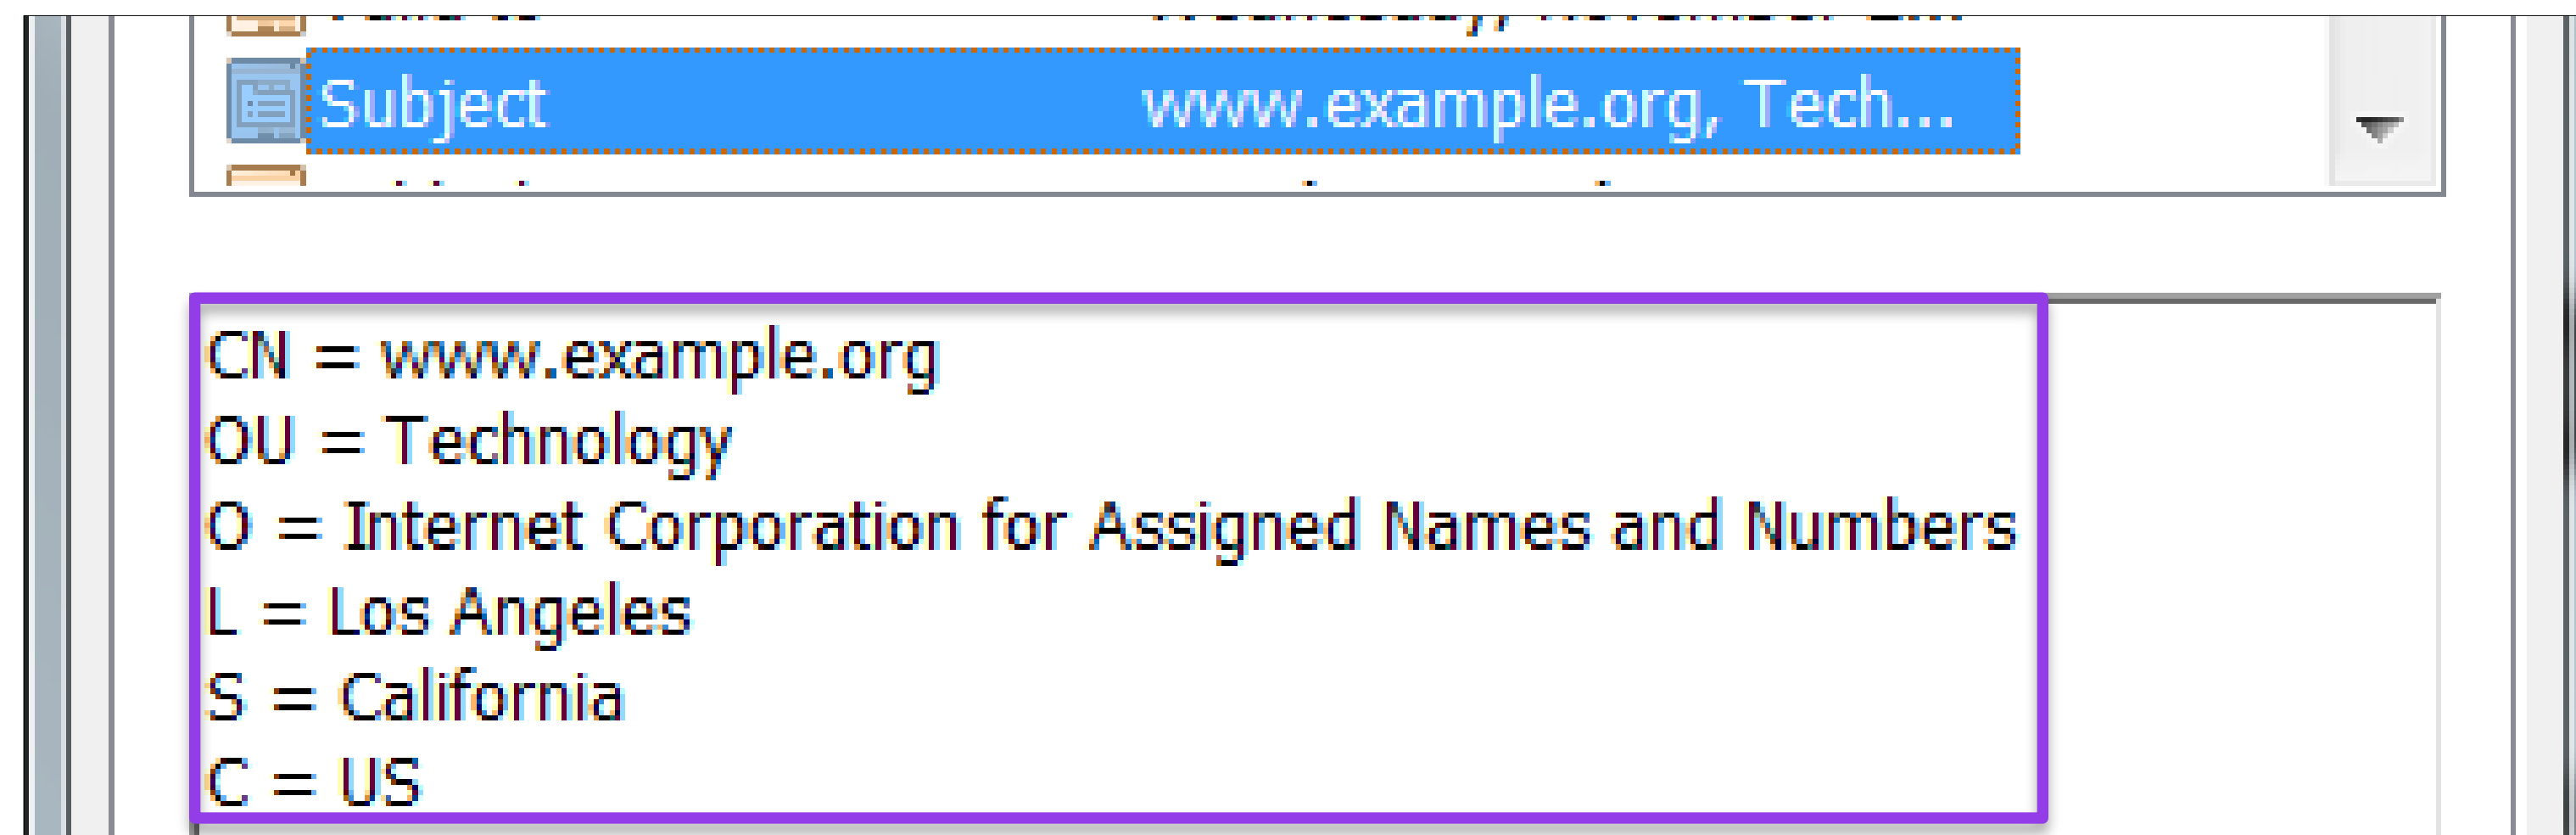 Subject www.example.org, Tech...
CN = www.example.org
OU = Technology
O = Internet Corporation for Assigned Names and Numbers
L = Los Angeles
S = California
C = US